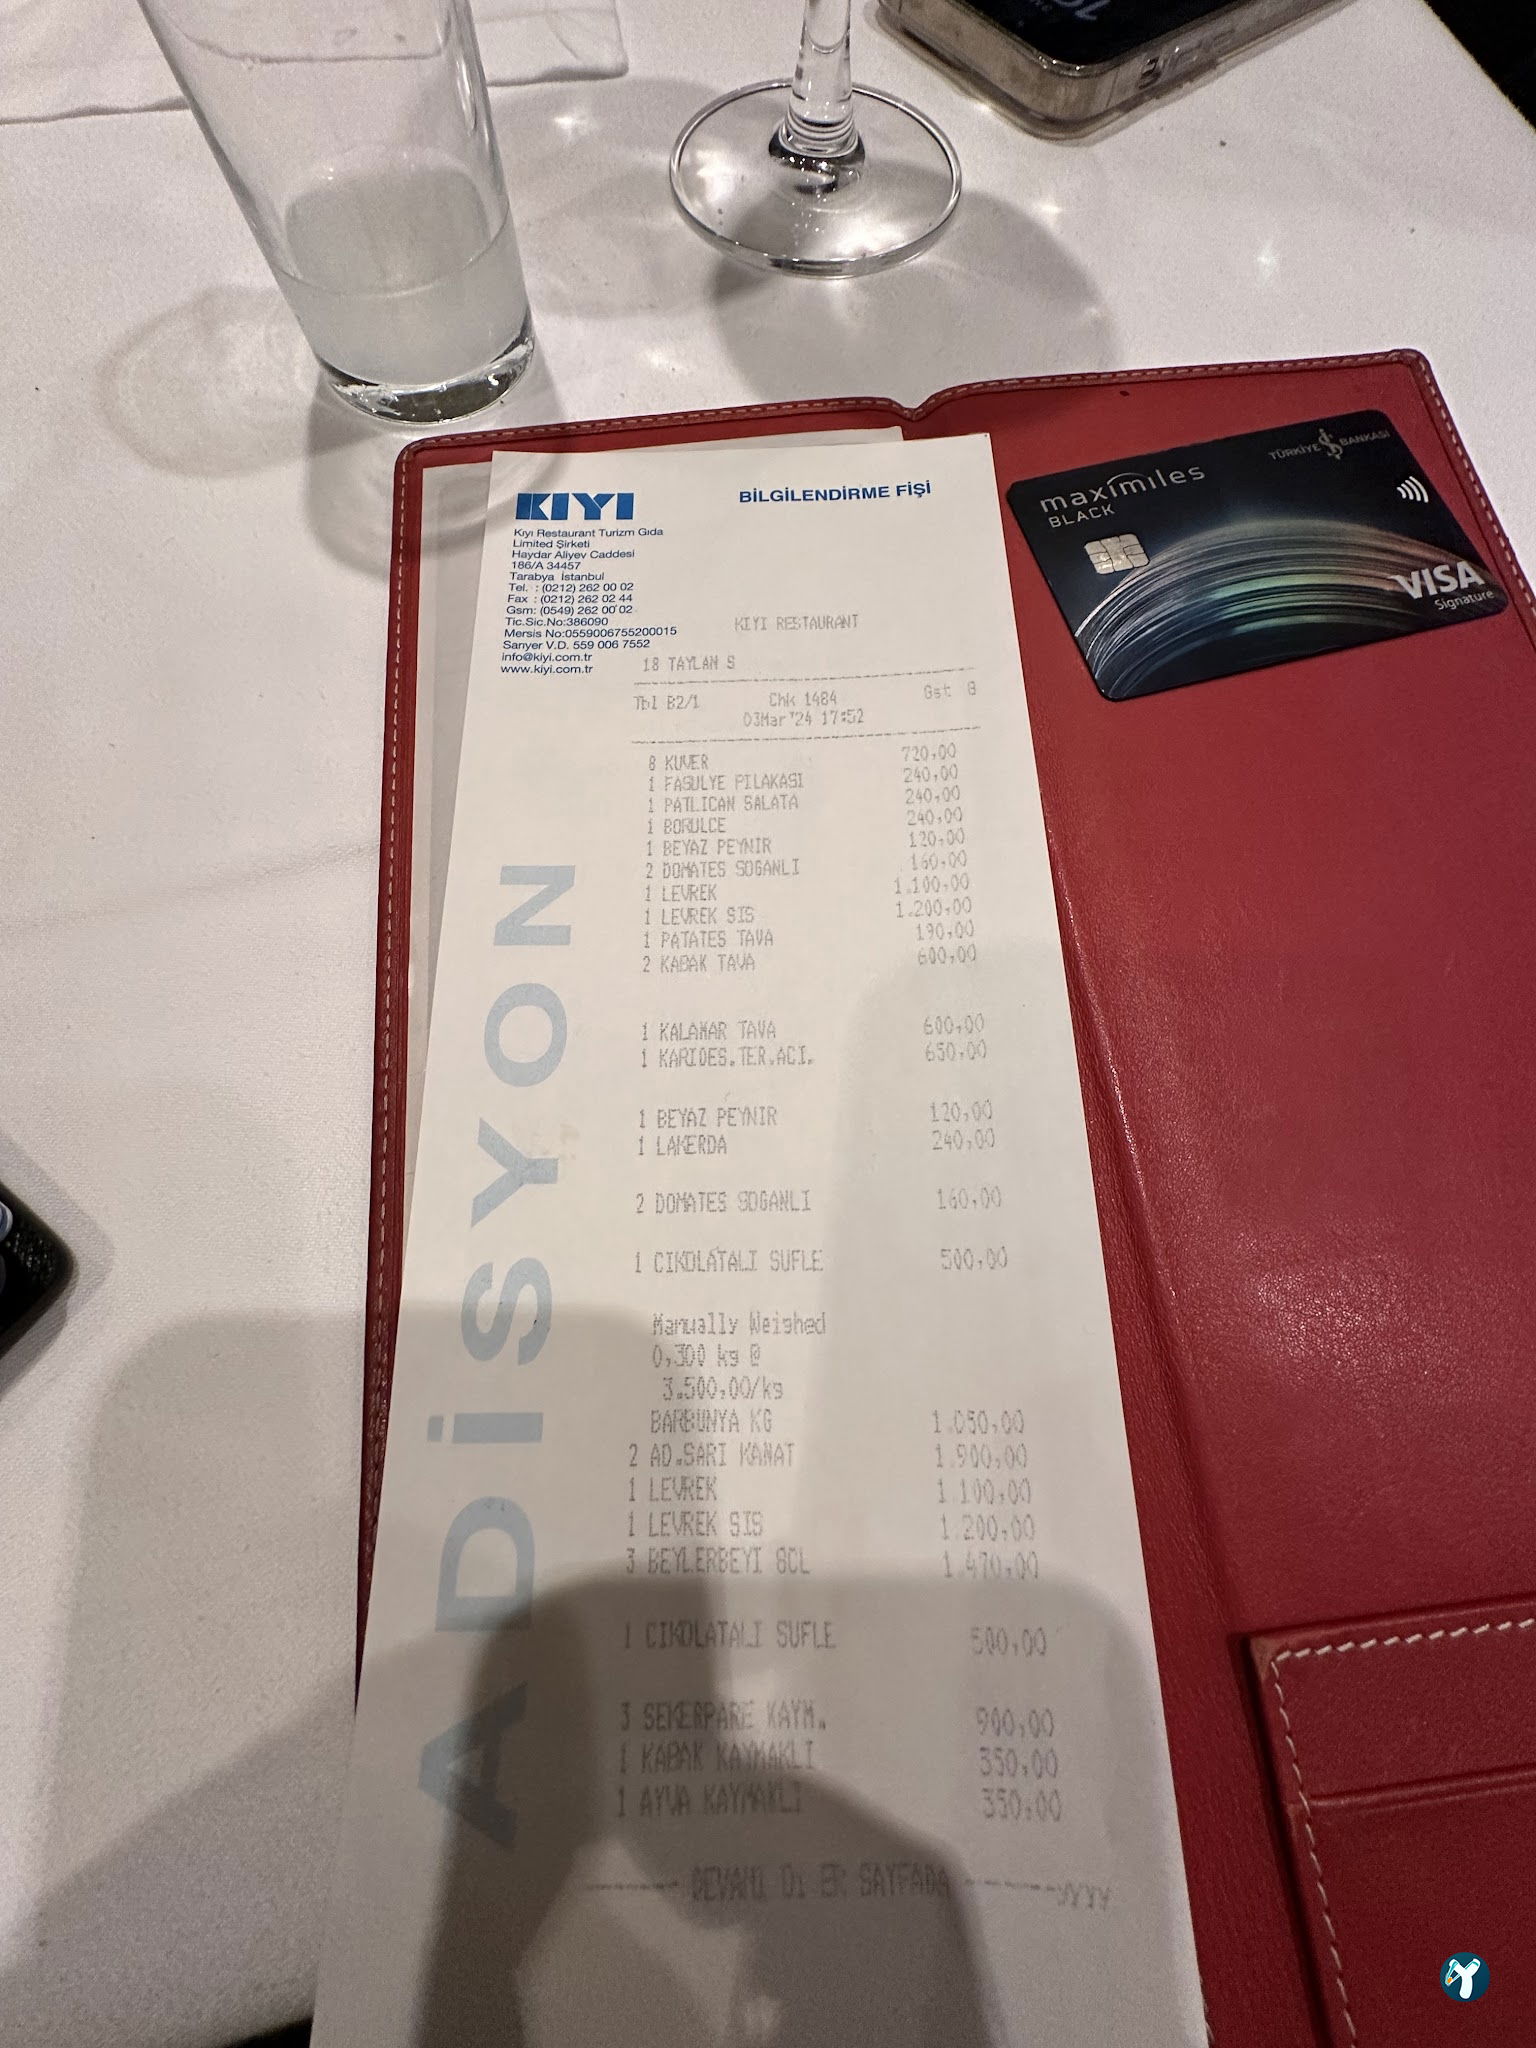 KIYI
BİLGİLENDİRME FİŞİ
Kıyı Restaurant Turizm Gıda
Limited Şirketi
Haydar Aliyev Caddesi
186/A 34457
Tarabya İstanbul
Tel. : (0212) 262 00 02
Fax : (0212) 262 02 44
Gsm: (0549) 262 00 02
Tic.Sic.No:386090
Mersis No:0559006755200015
Sarıyer V.D. 559 006 7552
info@kiyi.com.tr
www.kiyi.com.tr
KIYI RESTAURANT
18 TAYLAN S
Tbl B2/1 Chk 1484 Gst 8
03Mar'24 17:52
8 KUVER 720,00
1 FASULYE PILAKASI 240,00
1 PATLICAN SALATA 240,00
1 BORULCE 240,00
1 BEYAZ PEYNIR 120,00
2 DOMATES SOGANLI 160,00
1 LEVREK 1.100,00
1 LEVREK SIS 1.200,00
1 PATATES TAVA 190,00
2 KABAK TAVA 600,00
1 KALAMAR TAVA 600,00
1 KARIDES.TER.ACI. 650,00
1 BEYAZ PEYNIR 120,00
1 LAKERDA 240,00
2 DOMATES SOGANLI 160,00
1 CIKOLATALI SUFLE 500,00
Manually Weighed
0,300 kg @
3.500,00/kg
BARBUNYA KG 1.050,00
2 AD.SARI KANAT 1.900,00
1 LEVREK 1.100,00
1 LEVREK SIS 1.200,00
3 BEYLERBEYI 8CL 1.470,00
1 CIKOLATALI SUFLE 500,00
3 SEKERPARE KAYM. 900,00
1 KABAK KAYMAKLI 350,00
1 AYVA KAYMAKLI 350,00
DEVAMI SAYFADA
ADİSYON
TÜRKİYE İŞ BANKASI
maximiles
BLACK
VISA
Signature